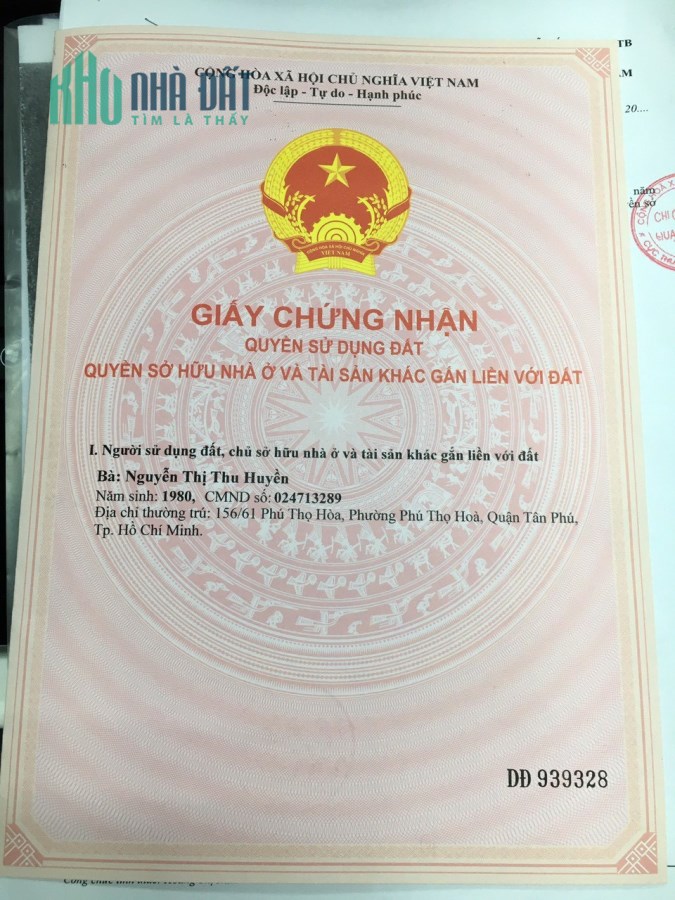 CỘNG HÒA XÃ HỘI CHỦ NGHĨA VIỆT NAM
Độc lập - Tự do - Hạnh phúc
KHO NHÀ ĐẤT
TÌM LÀ THẤY
VIỆT NAM
GIẤY CHỨNG NHẬN
QUYỀN SỬ DỤNG ĐẤT
QUYỀN SỞ HỮU NHÀ Ở VÀ TÀI SẢN KHÁC GẮN LIỀN VỚI ĐẤT
I. Người sử dụng đất, chủ sở hữu nhà ở và tài sản khác gắn liền với đất
Bà: Nguyễn Thị Thu Huyền
Năm sinh: 1980, CMND số: 024713289
Địa chỉ thường trú: 156/61 Phú Thọ Hòa, Phường Phú Thọ Hoà, Quận Tân Phú,
Tp. Hồ Chí Minh.
DĐ 939328
TB
20....
năm